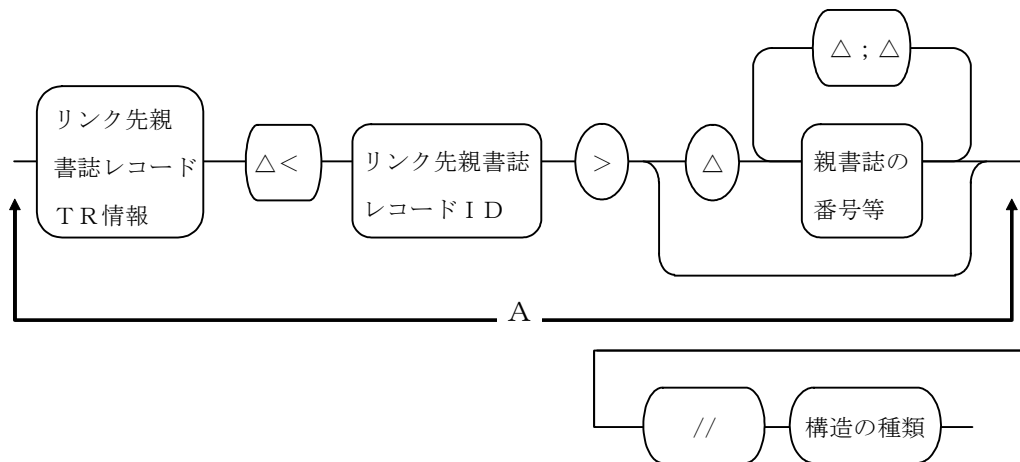 △ ; △
リンク先親
書誌レコード
TR情報
△<
リンク先親書誌
レコードID
>
△
親書誌の
番号等
A
//
構造の種類